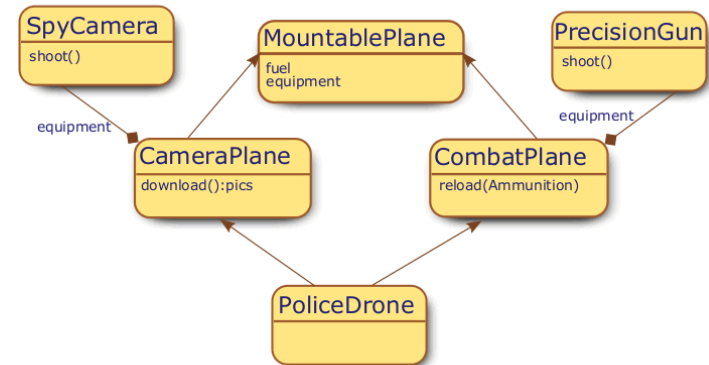 SpyCamera
shoot()
MountablePlane
fuel
equipment
PrecisionGun
shoot()
equipment
equipment
CameraPlane
download():pics
CombatPlane
reload(Ammunition)
PoliceDrone